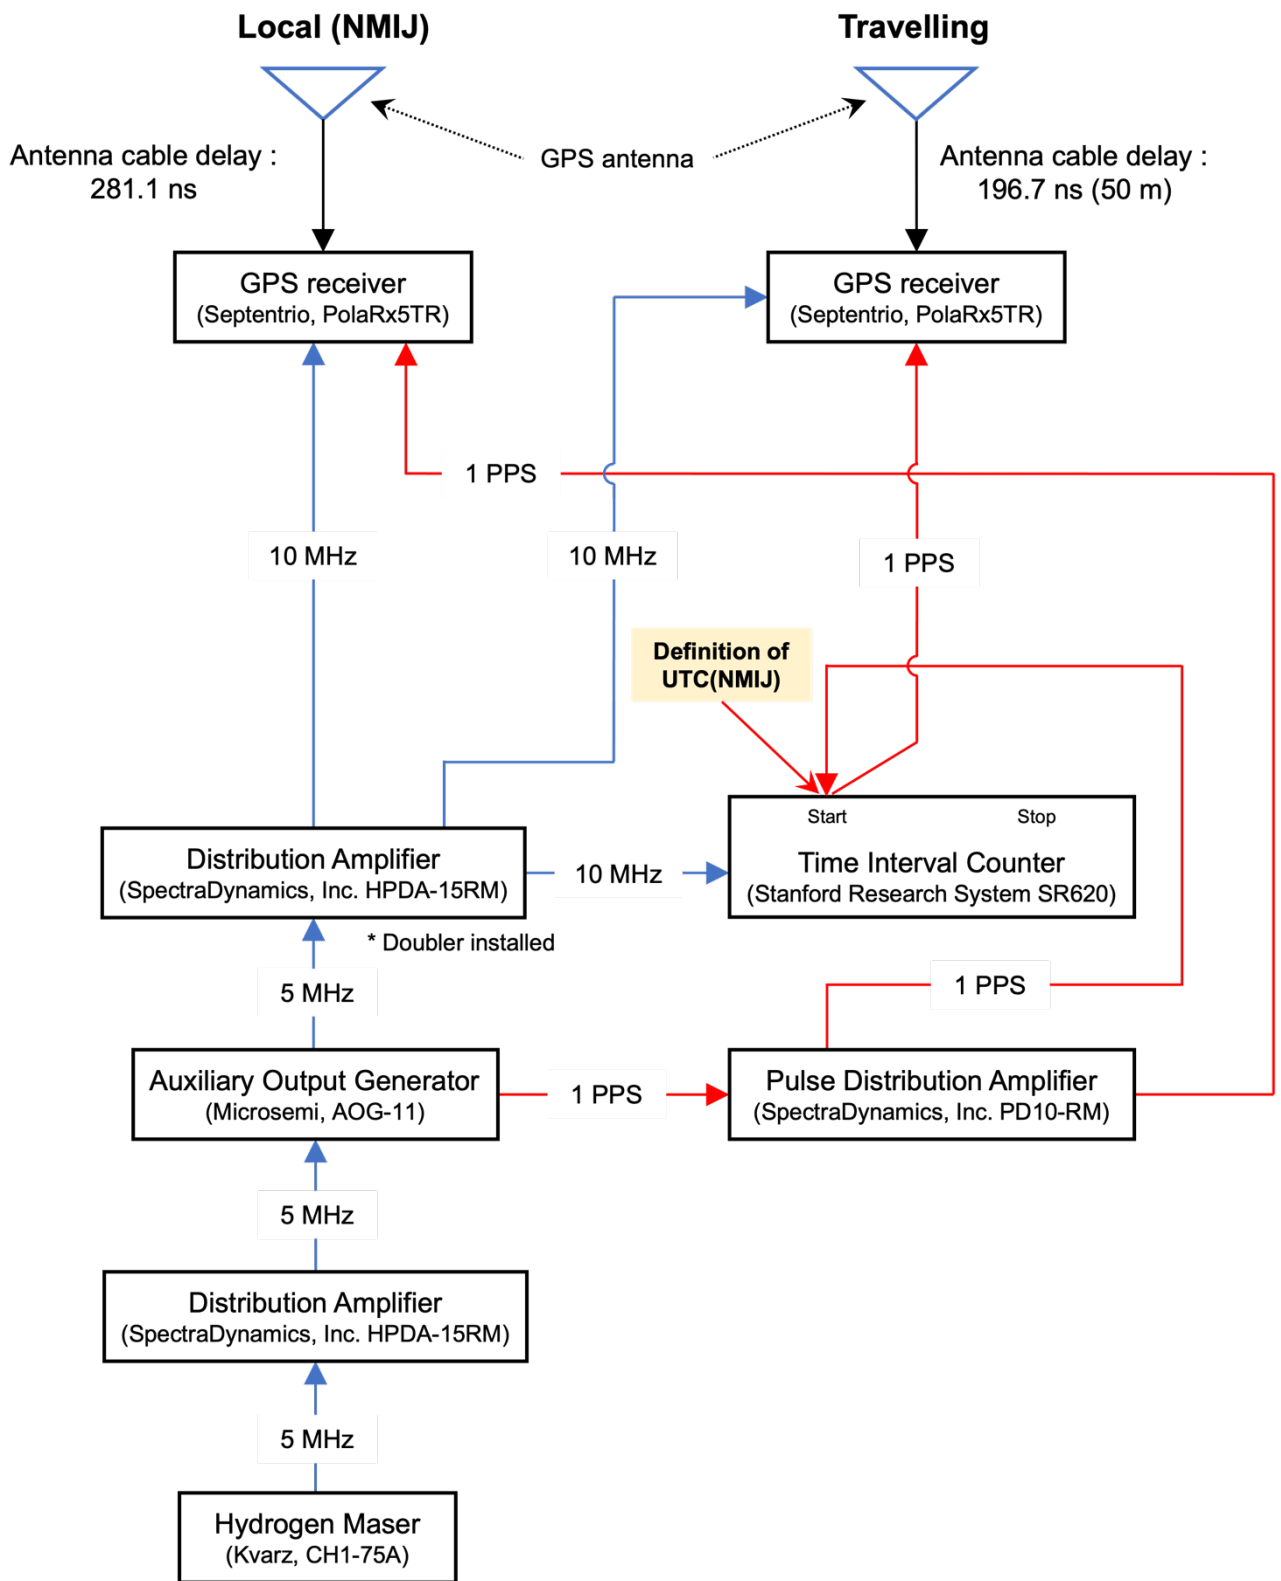 Local (NMIJ)
Travelling
Antenna cable delay :
281.1 ns
GPS antenna
Antenna cable delay :
196.7 ns (50 m)
GPS receiver
(Septentrio, PolaRx5TR)
GPS receiver
(Septentrio, PolaRx5TR)
1 PPS
10 MHz
10 MHz
1 PPS
Definition of
UTC(NMIJ)
Start
Stop
Distribution Amplifier
(SpectraDynamics, Inc. HPDA-15RM)
10 MHz
Time Interval Counter
(Stanford Research System SR620)
* Doubler installed
5 MHz
1 PPS
Auxiliary Output Generator
(Microsemi, AOG-11)
1 PPS
Pulse Distribution Amplifier
(SpectraDynamics, Inc. PD10-RM)
5 MHz
Distribution Amplifier
(SpectraDynamics, Inc. HPDA-15RM)
5 MHz
Hydrogen Maser
(Kvarz, CH1-75A)